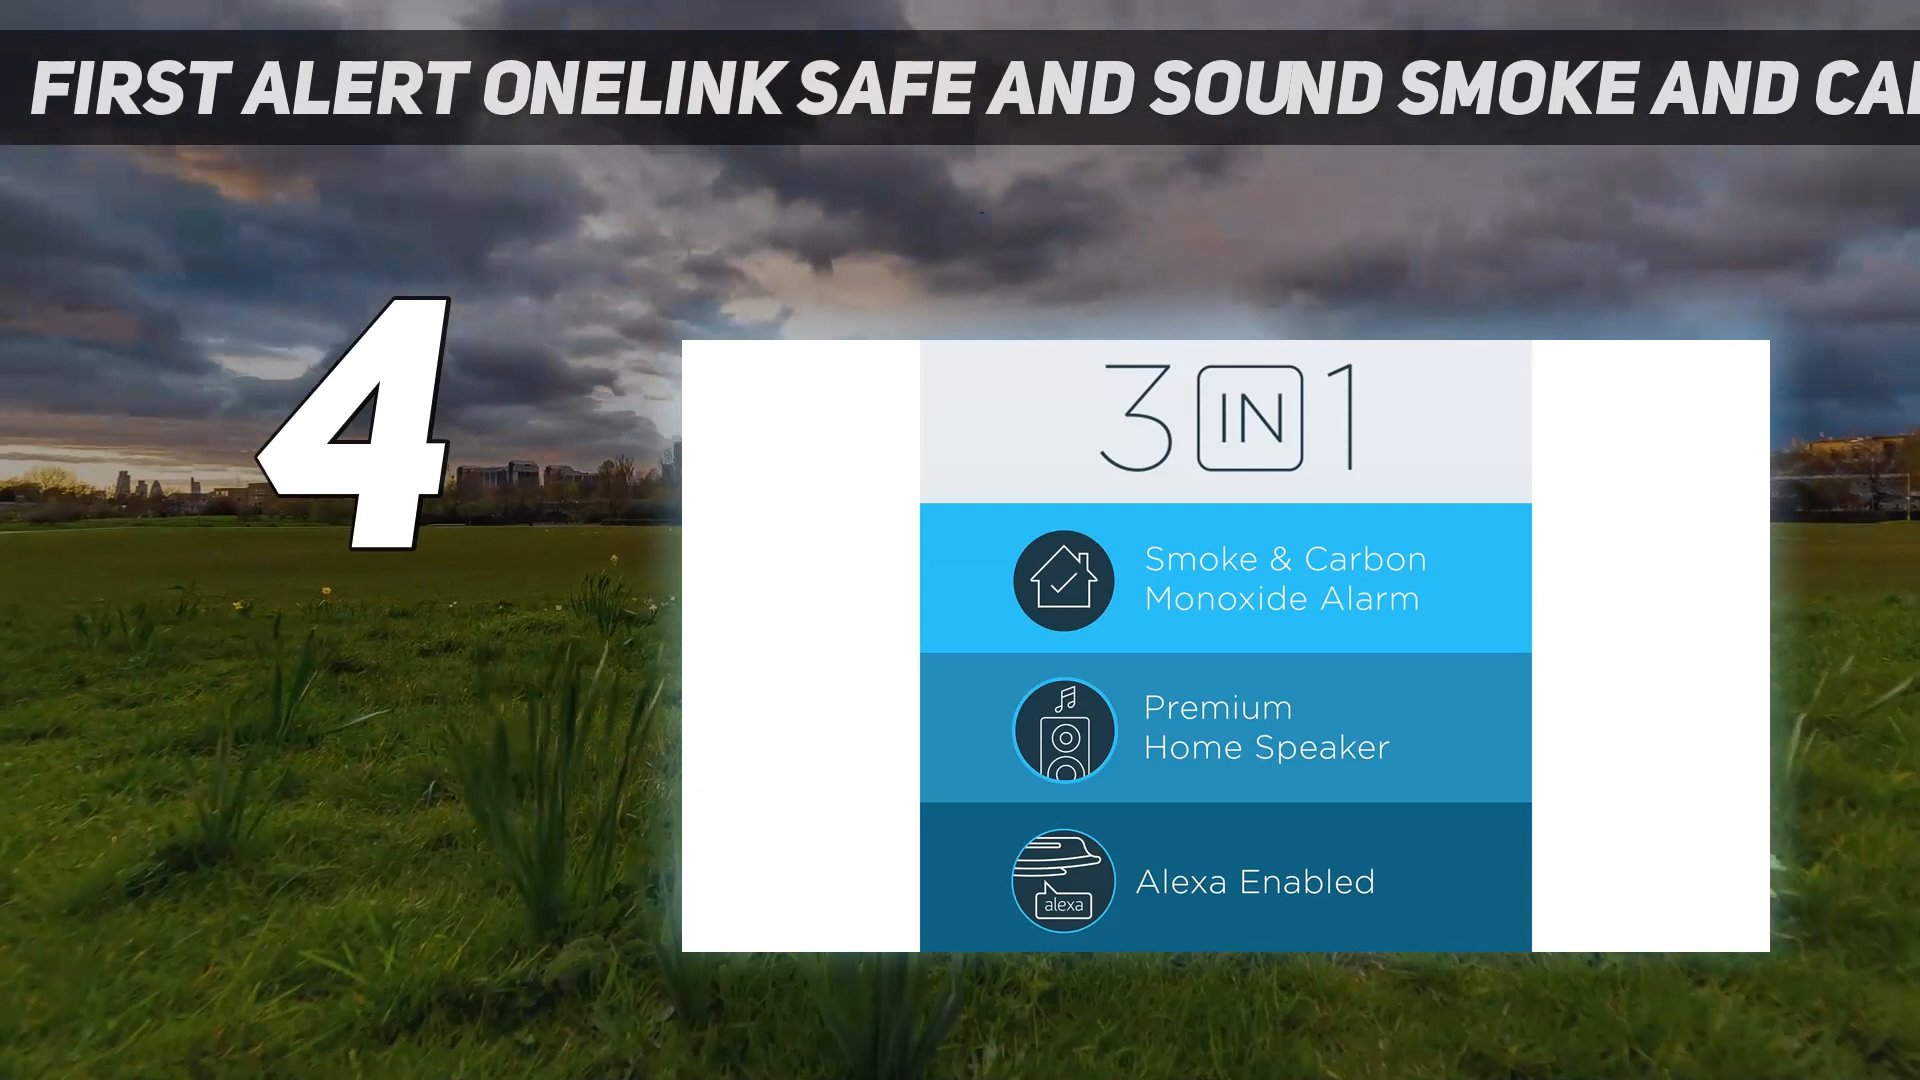 FIRST ALERT ONELINK SAFE AND SOUND SMOKE AND
4
3 IN 1
Smoke & Carbon
Monoxide Alarm
Premium
Home Speaker
alexa
Alexa Enabled